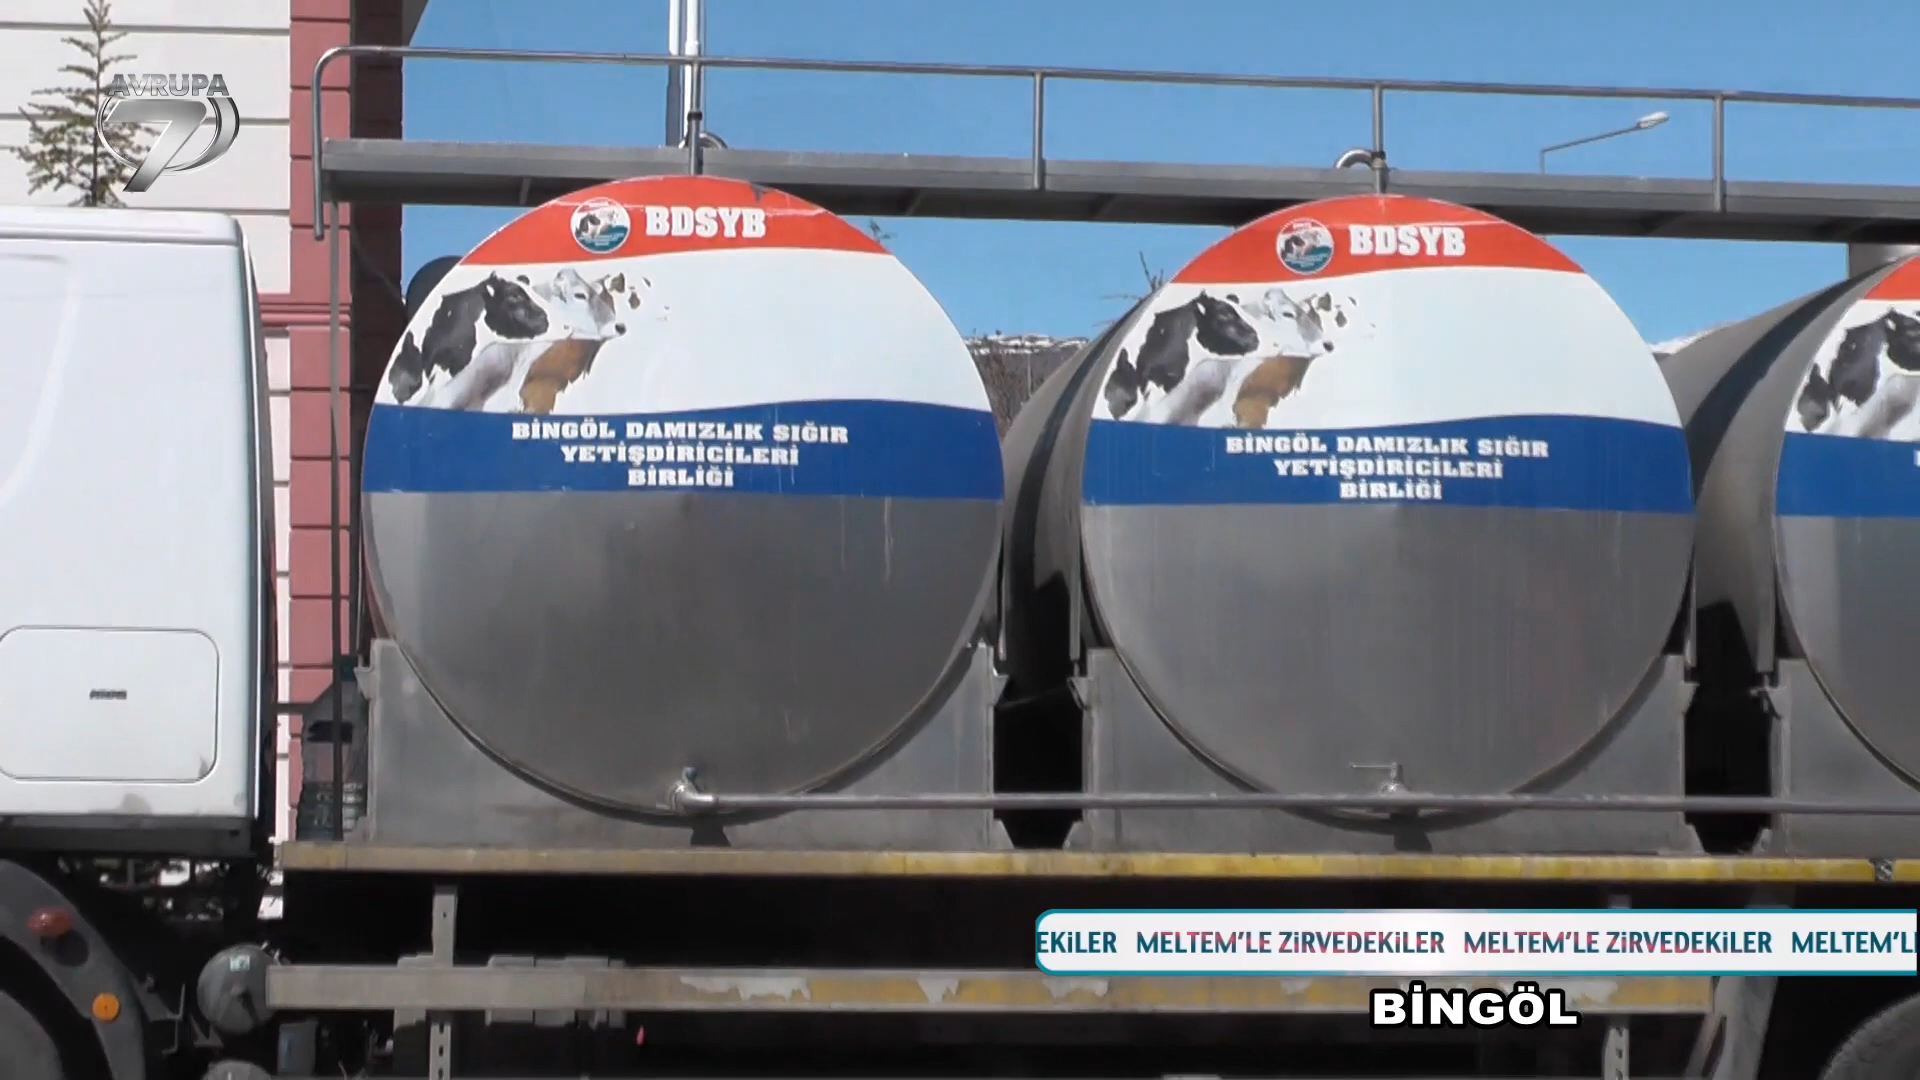 AVRUPA
7
BDSYB
BİNGÖL DAMIZLIK SIĞIR
YETİŞDİRİCİLERİ
BİRLİĞİ
BDSYB
BİNGÖL DAMIZLIK SIĞIR
YETİŞDİRİCİLERİ
BİRLİĞİ
EKİLER MELTEM'LE ZİRVEDEKİLER MELTEM'LE ZİRVEDEKİLER MELTEM'L
BİNGÖL